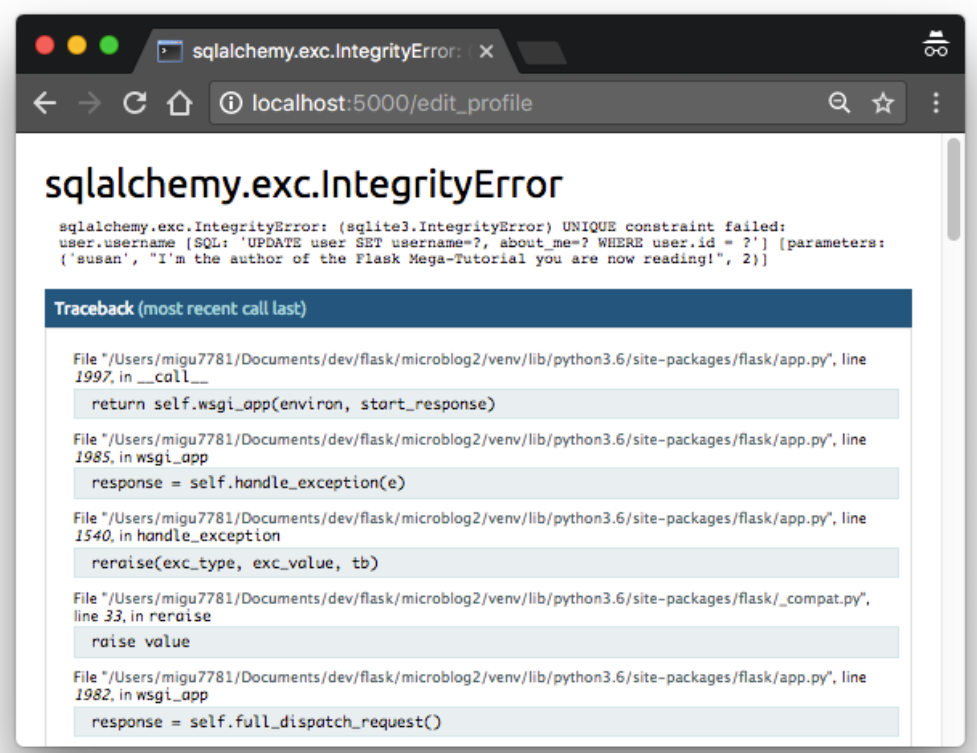 sqlalchemy.exc.IntegrityError: (
localhost:5000/edit_profile
sqlalchemy.exc.IntegrityError
sqlalchemy.exc.IntegrityError: (sqlite3.IntegrityError) UNIQUE constraint failed:
user.username [SQL: 'UPDATE user SET username=?, about_me=? WHERE user.id = ?'] [parameters:
('susan', "I'm the author of the Flask Mega-Tutorial you are now reading!", 2)]
Traceback (most recent call last)
File "/Users/migu7781/Documents/dev/flask/microblog2/venv/lib/python3.6/site-packages/flask/app.py", line
1997, in __call__
return self.wsgi_app(environ, start_response)
File "/Users/migu7781/Documents/dev/flask/microblog2/venv/lib/python3.6/site-packages/flask/app.py", line
1985, in wsgi_app
response = self.handle_exception(e)
File "/Users/migu7781/Documents/dev/flask/microblog2/venv/lib/python3.6/site-packages/flask/app.py", line
1540, in handle_exception
reraise(exc_type, exc_value, tb)
File "/Users/migu7781/Documents/dev/flask/microblog2/venv/lib/python3.6/site-packages/flask/_compat.py",
line 33, in reraise
raise value
File "/Users/migu7781/Documents/dev/flask/microblog2/venv/lib/python3.6/site-packages/flask/app.py", line
1982, in wsgi_app
response = self.full_dispatch_request()